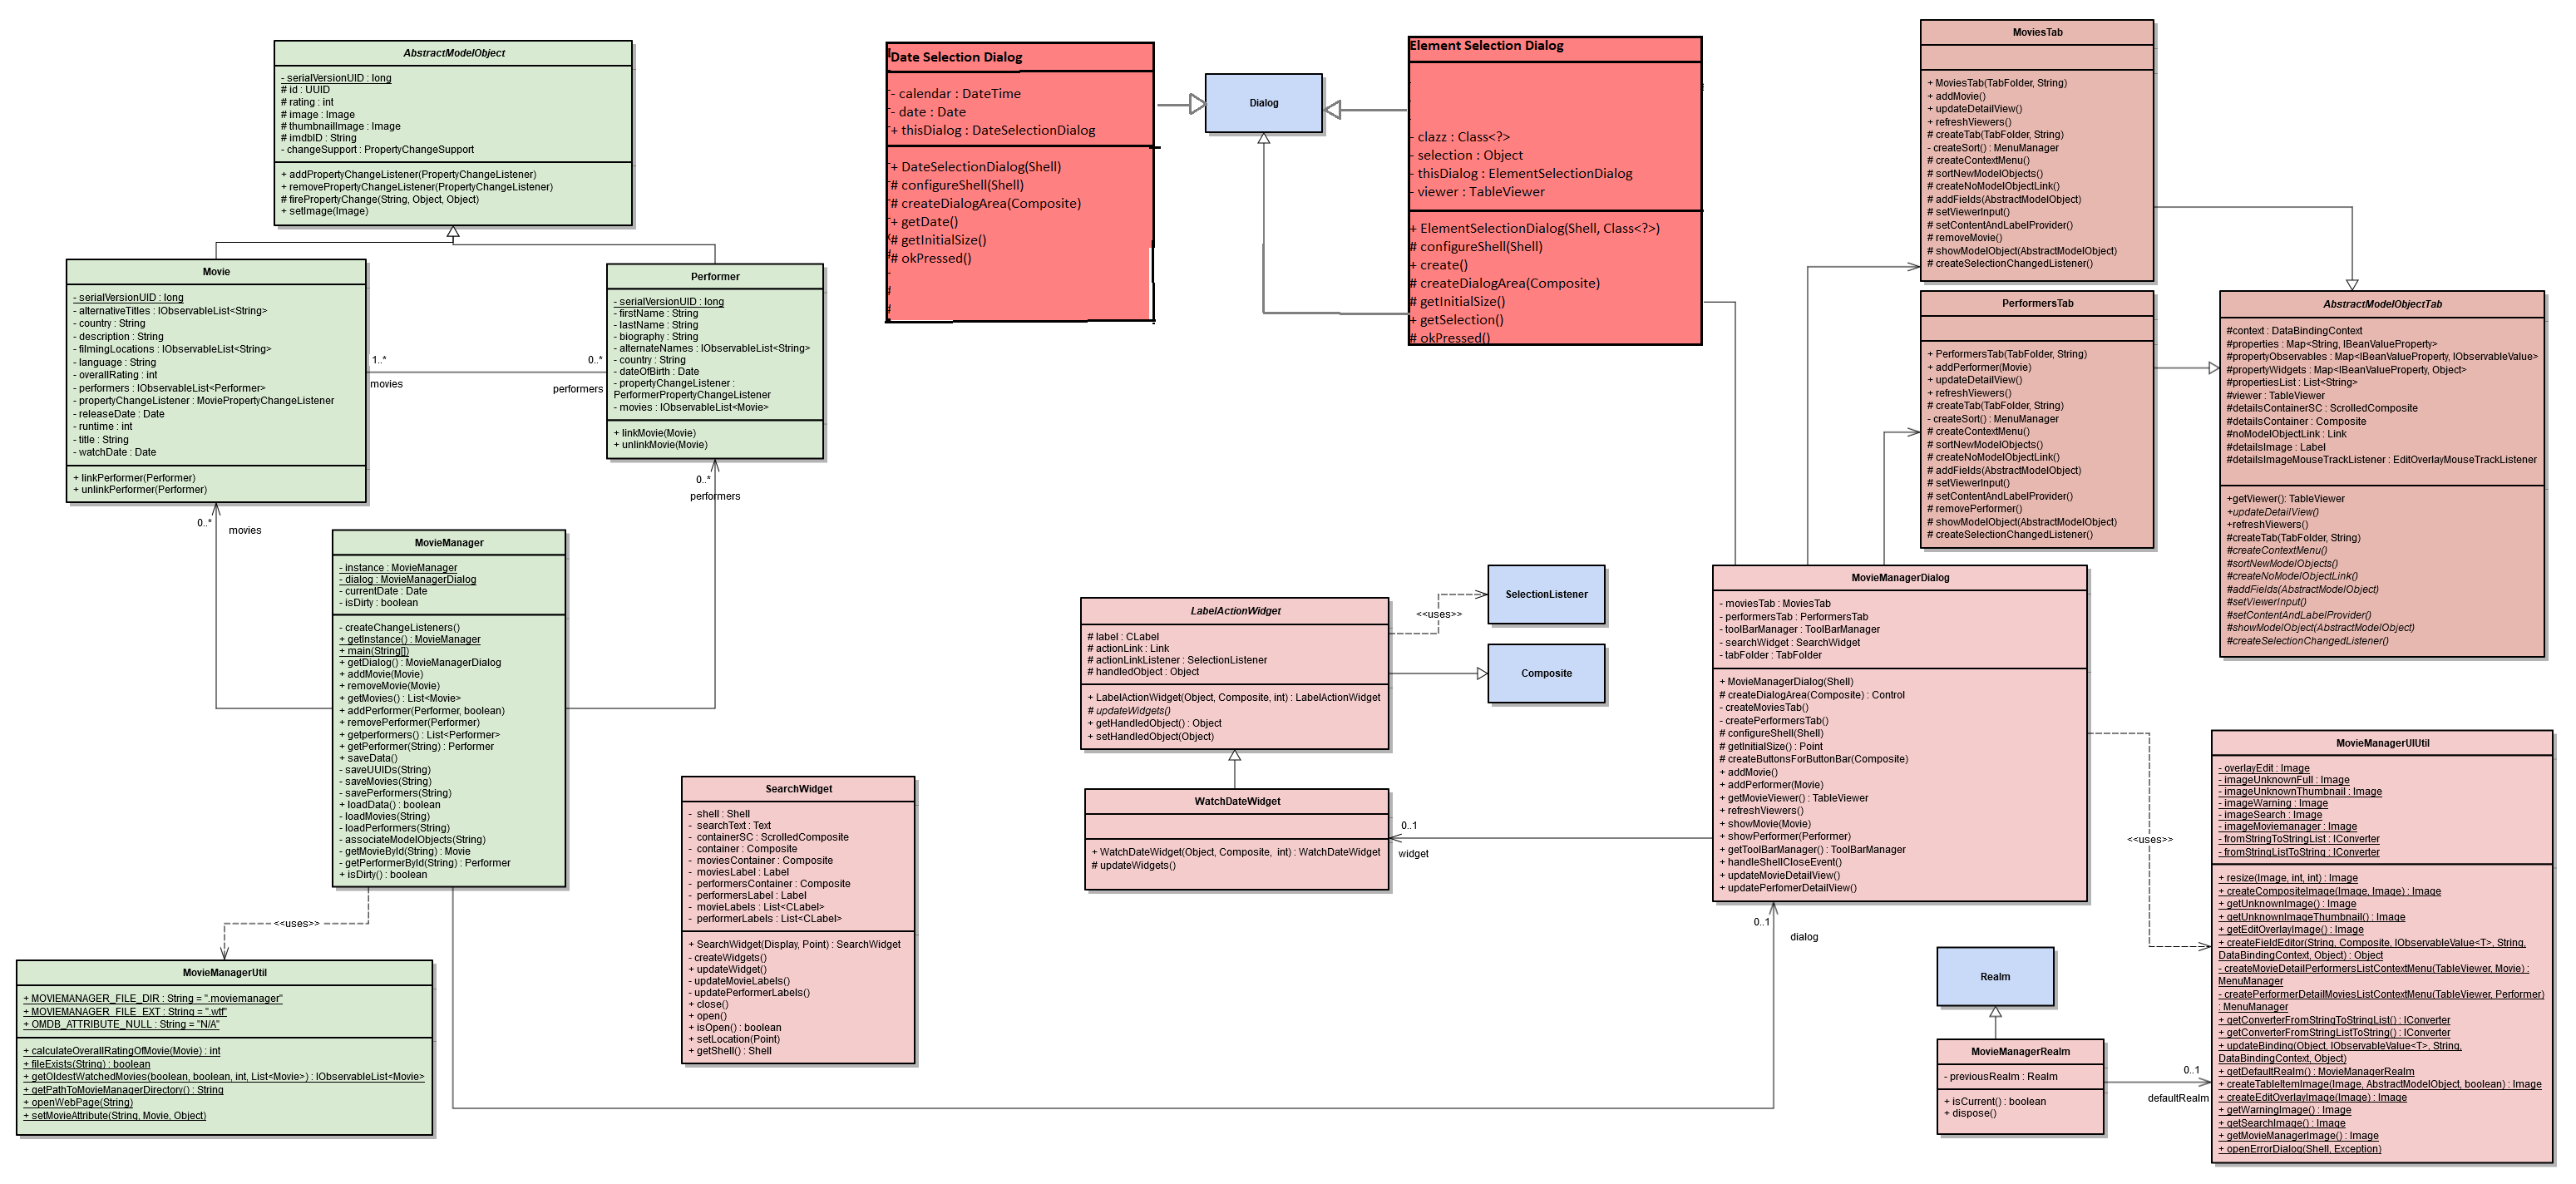 AbstractModelObject
- serialVersionUID : long
# id : UUID
# rating : int
# image : Image
# thumbnailImage : Image
# imdbID : String
- changeSupport : PropertyChangeSupport
+ addPropertyChangeListener(PropertyChangeListener)
+ removePropertyChangeListener(PropertyChangeListener)
# firePropertyChange(String, Object, Object)
+ setImage(Image)
Movie
- serialVersionUID : long
- alternativeTitles : IObservableList<String>
- country : String
- description : String
- filmingLocations : IObservableList<String>
- language : String
- overallRating : int
- performers : IObservableList<Performer>
- propertyChangeListener : MoviePropertyChangeListener
- releaseDate : Date
- runtime : int
- title : String
- watchDate : Date
+ linkPerformer(Performer)
+ unlinkPerformer(Performer)
1..*
movies
0..*
performers
Performer
- serialVersionUID : long
- firstName : String
- lastName : String
- biography : String
- alternateNames : IObservableList<String>
- country : String
- dateOfBirth : Date
- propertyChangeListener :
PerformerPropertyChangeListener
- movies : IObservableList<Movie>
+ linkMovie(Movie)
+ unlinkMovie(Movie)
0..*
movies
0..*
performers
MovieManager
- instance : MovieManager
- dialog : MovieManagerDialog
- currentDate : Date
- isDirty : boolean
- createChangeListeners()
+ getInstance() : MovieManager
+ main(String[])
+ getDialog() : MovieManagerDialog
+ addMovie(Movie)
+ removeMovie(Movie)
+ getMovies() : List<Movie>
+ addPerformer(Performer, boolean)
+ removePerformer(Performer)
+ getperformers() : List<Performer>
+ getPerformer(String) : Performer
+ saveData()
- saveUUIDs(String)
- saveMovies(String)
- savePerformers(String)
+ loadData() : boolean
- loadMovies(String)
- loadPerformers(String)
- associateModelObjects(String)
- getMovieById(String) : Movie
- getPerformerById(String) : Performer
+ isDirty() : boolean
<<uses>>
MovieManagerUtil
+ MOVIEMANAGER_FILE_DIR : String = ".moviemanager"
+ MOVIEMANAGER_FILE_EXT : String = ".wtf"
+ OMDB_ATTRIBUTE_NULL : String = "N/A"
+ calculateOverallRatingOfMovie(Movie) : int
+ fileExists(String) : boolean
+ getOldestWatchedMovies(boolean, boolean, int, List<Movie>) : IObservableList<Movie>
+ getPathToMovieManagerDirectory() : String
+ openWebPage(String)
+ setMovieAttribute(String, Movie, Object)
Date Selection Dialog
- calendar : DateTime
- date : Date
+ thisDialog : DateSelectionDialog
+ DateSelectionDialog(Shell)
# configureShell(Shell)
# createDialogArea(Composite)
+ getDate()
# getInitialSize()
# okPressed()
Dialog
Element Selection Dialog
- clazz : Class<?>
- selection : Object
- thisDialog : ElementSelectionDialog
- viewer : TableViewer
+ ElementSelectionDialog(Shell, Class<?>)
# configureShell(Shell)
+ create()
# createDialogArea(Composite)
# getInitialSize()
+ getSelection()
# okPressed()
MoviesTab
+ MoviesTab(TabFolder, String)
+ addMovie()
+ updateDetailView()
+ refreshViewers()
# createTab(TabFolder, String)
- createSort() : MenuManager
# createContextMenu()
# sortNewModelObjects()
# createNoModelObjectLink()
# addFields(AbstractModelObject)
# setViewerInput()
# setContentAndLabelProvider()
# removeMovie()
# showModelObject(AbstractModelObject)
# createSelectionChangedListener()
PerformersTab
+ PerformersTab(TabFolder, String)
+ addPerformer(Movie)
+ updateDetailView()
+ refreshViewers()
# createTab(TabFolder, String)
- createSort() : MenuManager
# createContextMenu()
# sortNewModelObjects()
# createNoModelObjectLink()
# addFields(AbstractModelObject)
# setViewerInput()
# setContentAndLabelProvider()
# removePerformer()
# showModelObject(AbstractModelObject)
# createSelectionChangedListener()
AbstractModelObjectTab
#context : DataBindingContext
#properties : Map<String, IBeanValueProperty>
#propertyObservables : Map<IBeanValueProperty, IObservableValue>
#propertyWidgets : Map<IBeanValueProperty, Object>
#propertiesList : List<String>
#viewer : TableViewer
#detailsContainerSC : ScrolledComposite
#detailsContainer : Composite
#noModelObjectLink : Link
#detailsImage : Label
#detailsImageMouseTrackListener : EditOverlayMouseTrackListener
+getViewer(): TableViewer
+updateDetailView()
+refreshViewers()
#createTab(TabFolder, String)
#createContextMenu()
#sortNewModelObjects()
#createNoModelObjectLink()
#addFields(AbstractModelObject)
#setViewerInput()
#setContentAndLabelProvider()
#showModelObject(AbstractModelObject)
#createSelectionChangedListener()
SearchWidget
- shell : Shell
- searchText : Text
- containerSC : ScrolledComposite
- container : Composite
- moviesContainer : Composite
- moviesLabel : Label
- performersContainer : Composite
- performersLabel : Label
- movieLabels : List<CLabel>
- performerLabels : List<CLabel>
+ SearchWidget(Display, Point) : SearchWidget
- createWidgets()
+ updateWidget()
- updateMovieLabels()
- updatePerformerLabels()
+ close()
+ open()
+ isOpen() : boolean
+ setLocation(Point)
+ getShell() : Shell
LabelActionWidget
# label : CLabel
# actionLink : Link
# actionLinkListener : SelectionListener
# handledObject : Object
+ LabelActionWidget(Object, Composite, int) : LabelActionWidget
# updateWidgets()
+ getHandledObject() : Object
+ setHandledObject(Object)
<<uses>>
SelectionListener
Composite
WatchDateWidget
+ WatchDateWidget(Object, Composite, int) : WatchDateWidget
# updateWidgets()
0..1
widget
MovieManagerDialog
- moviesTab : MoviesTab
- performersTab : PerformersTab
- toolBarManager : ToolBarManager
- searchWidget : SearchWidget
- tabFolder : TabFolder
+ MovieManagerDialog(Shell)
# createDialogArea(Composite) : Control
- createMoviesTab()
- createPerformersTab()
# configureShell(Shell)
# getInitialSize() : Point
# createButtonsForButtonBar(Composite)
+ addMovie()
+ addPerformer(Movie)
+ getMovieViewer() : TableViewer
+ refreshViewers()
+ showMovie(Movie)
+ showPerformer(Performer)
+ getToolBarManager() : ToolBarManager
+ handleShellCloseEvent()
+ updateMovieDetailView()
+ updatePerfomerDetailView()
0..1
dialog
<<uses>>
Realm
MovieManagerRealm
- previousRealm : Realm
+ isCurrent() : boolean
+ dispose()
0..1
defaultRealm
MovieManagerUIUtil
- overlayEdit : Image
- imageUnknownFull : Image
- imageUnknownThumbnail : Image
- imageWarning : Image
- imageSearch : Image
- imageMoviemanager : Image
- fromStringToStringList : IConverter
- fromStringListToString : IConverter
+ resize(Image, int, int) : Image
+ createCompositeImage(Image, Image) : Image
+ getUnknownImage() : Image
+ getUnknownImageThumbnail() : Image
+ getEditOverlayImage() : Image
+ createFieldEditor(String, Composite, IObservableValue<T>, String,
DataBindingContext, Object) : Object
- createMovieDetailPerformersListContextMenu(TableViewer, Movie) :
MenuManager
- createPerformerDetailMoviesListContextMenu(TableViewer, Performer)
: MenuManager
+ getConverterFromStringToStringList() : IConverter
+ getConverterFromStringListToString() : IConverter
+ updateBinding(Object, IObservableValue<T>, String,
DataBindingContext, Object)
+ getDefaultRealm() : MovieManagerRealm
+ createTableItemImage(Image, AbstractModelObject, boolean) : Image
+ createEditOverlayImage(Image) : Image
+ getWarningImage() : Image
+ getSearchImage() : Image
+ getMovieManagerImage() : Image
+ openErrorDialog(Shell, Exception)